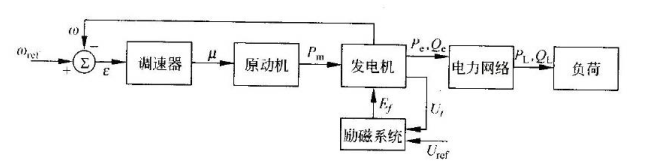 ω −
ω_ref + Σ ε 调速器 μ 原动机 P_m 发电机 P_e,Q_e 电力网络 P_L,Q_L 负荷
E_f U_t
励磁系统 U_ref